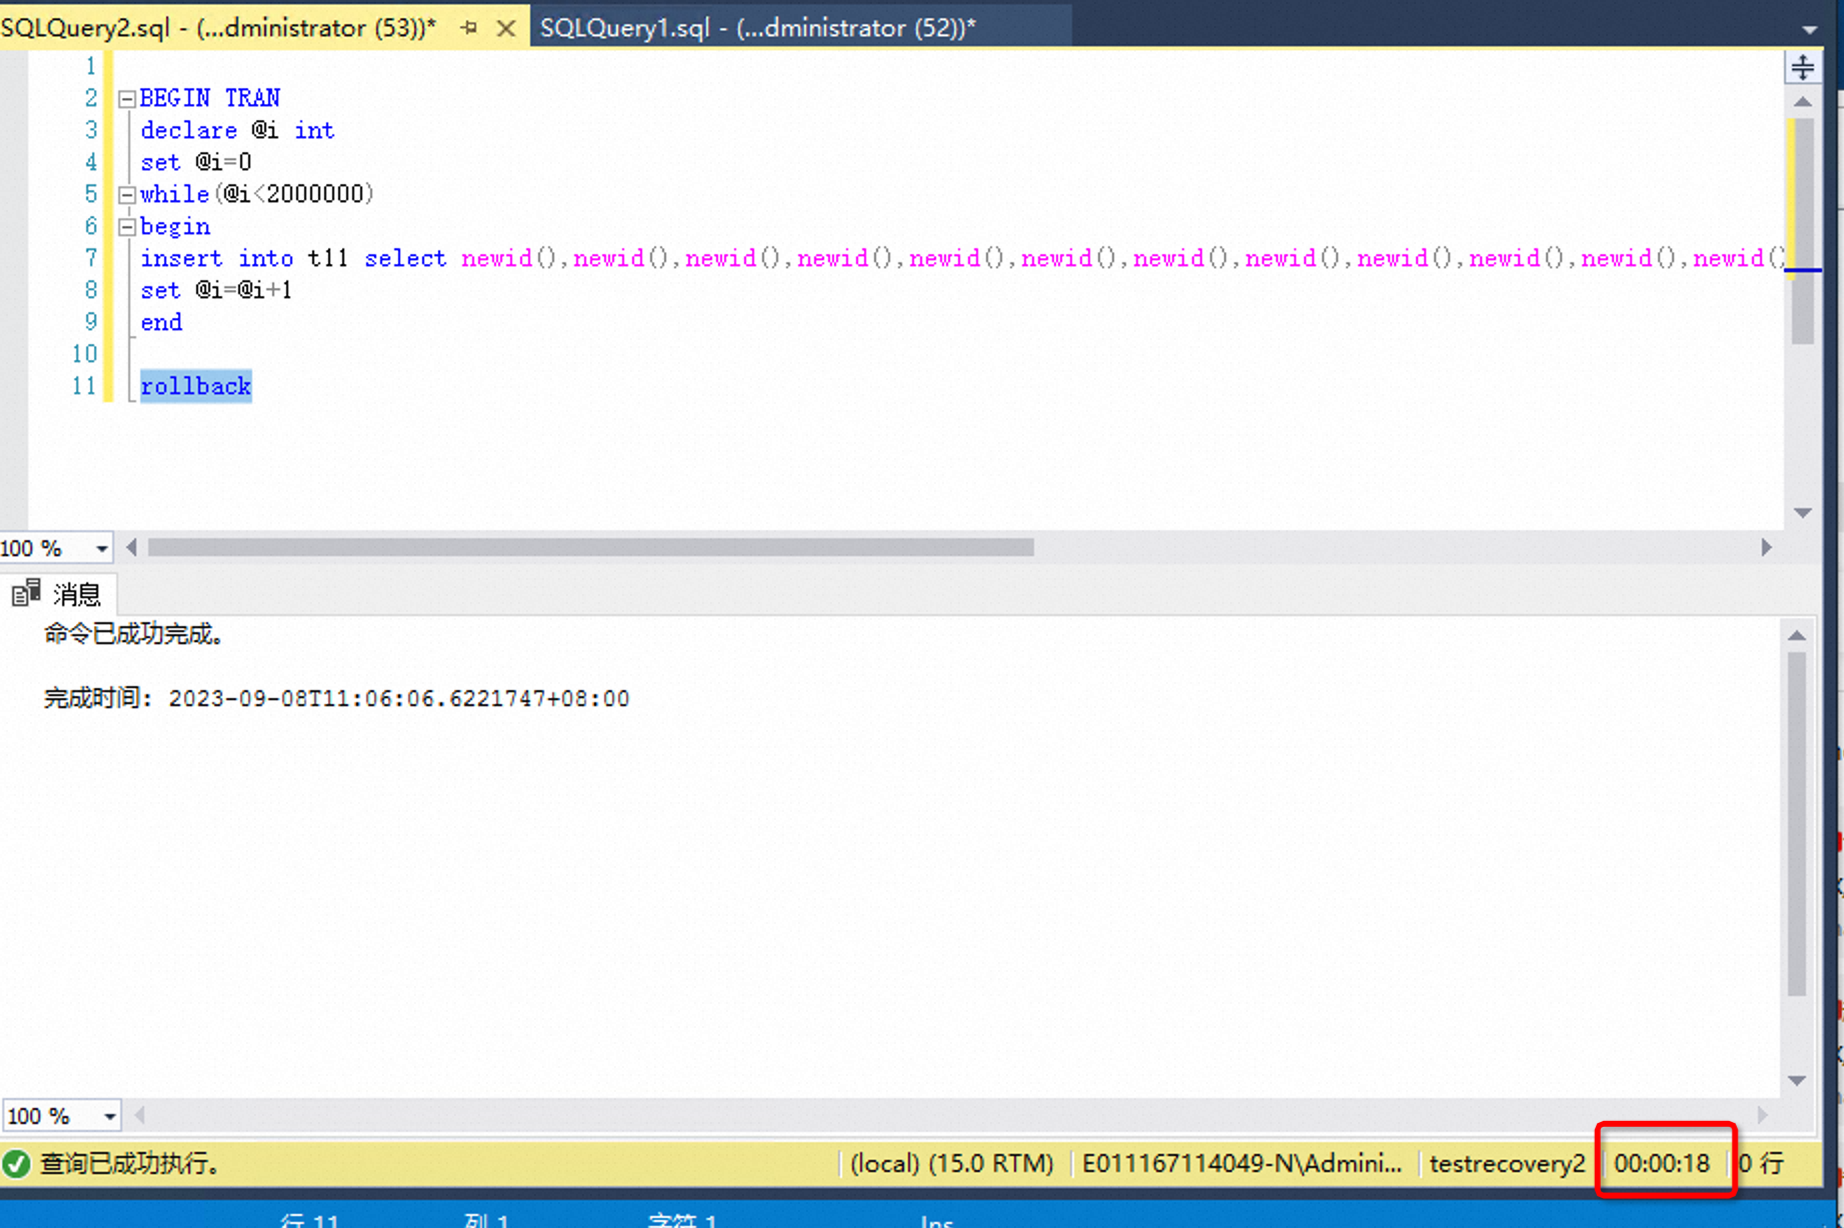 SQLQuery2.sql - (...dministrator (53))* SQLQuery1.sql - (...dministrator (52))*
1
2 BEGIN TRAN
3 declare @i int
4 set @i=0
5 while(@i<2000000)
6 begin
7 insert into t11 select newid(),newid(),newid(),newid(),newid(),newid(),newid(),newid(),newid(),newid(),newid(),newid()
8 set @i=@i+1
9 end
10
11 rollback
100 %
消息
命令已成功完成。
完成时间: 2023-09-08T11:06:06.6221747+08:00
100 %
查询已成功执行。 (local) (15.0 RTM) E011167114049-N\Admini... testrecovery2 00:00:18 0 行
行 11 列 1 字符 1 Ins